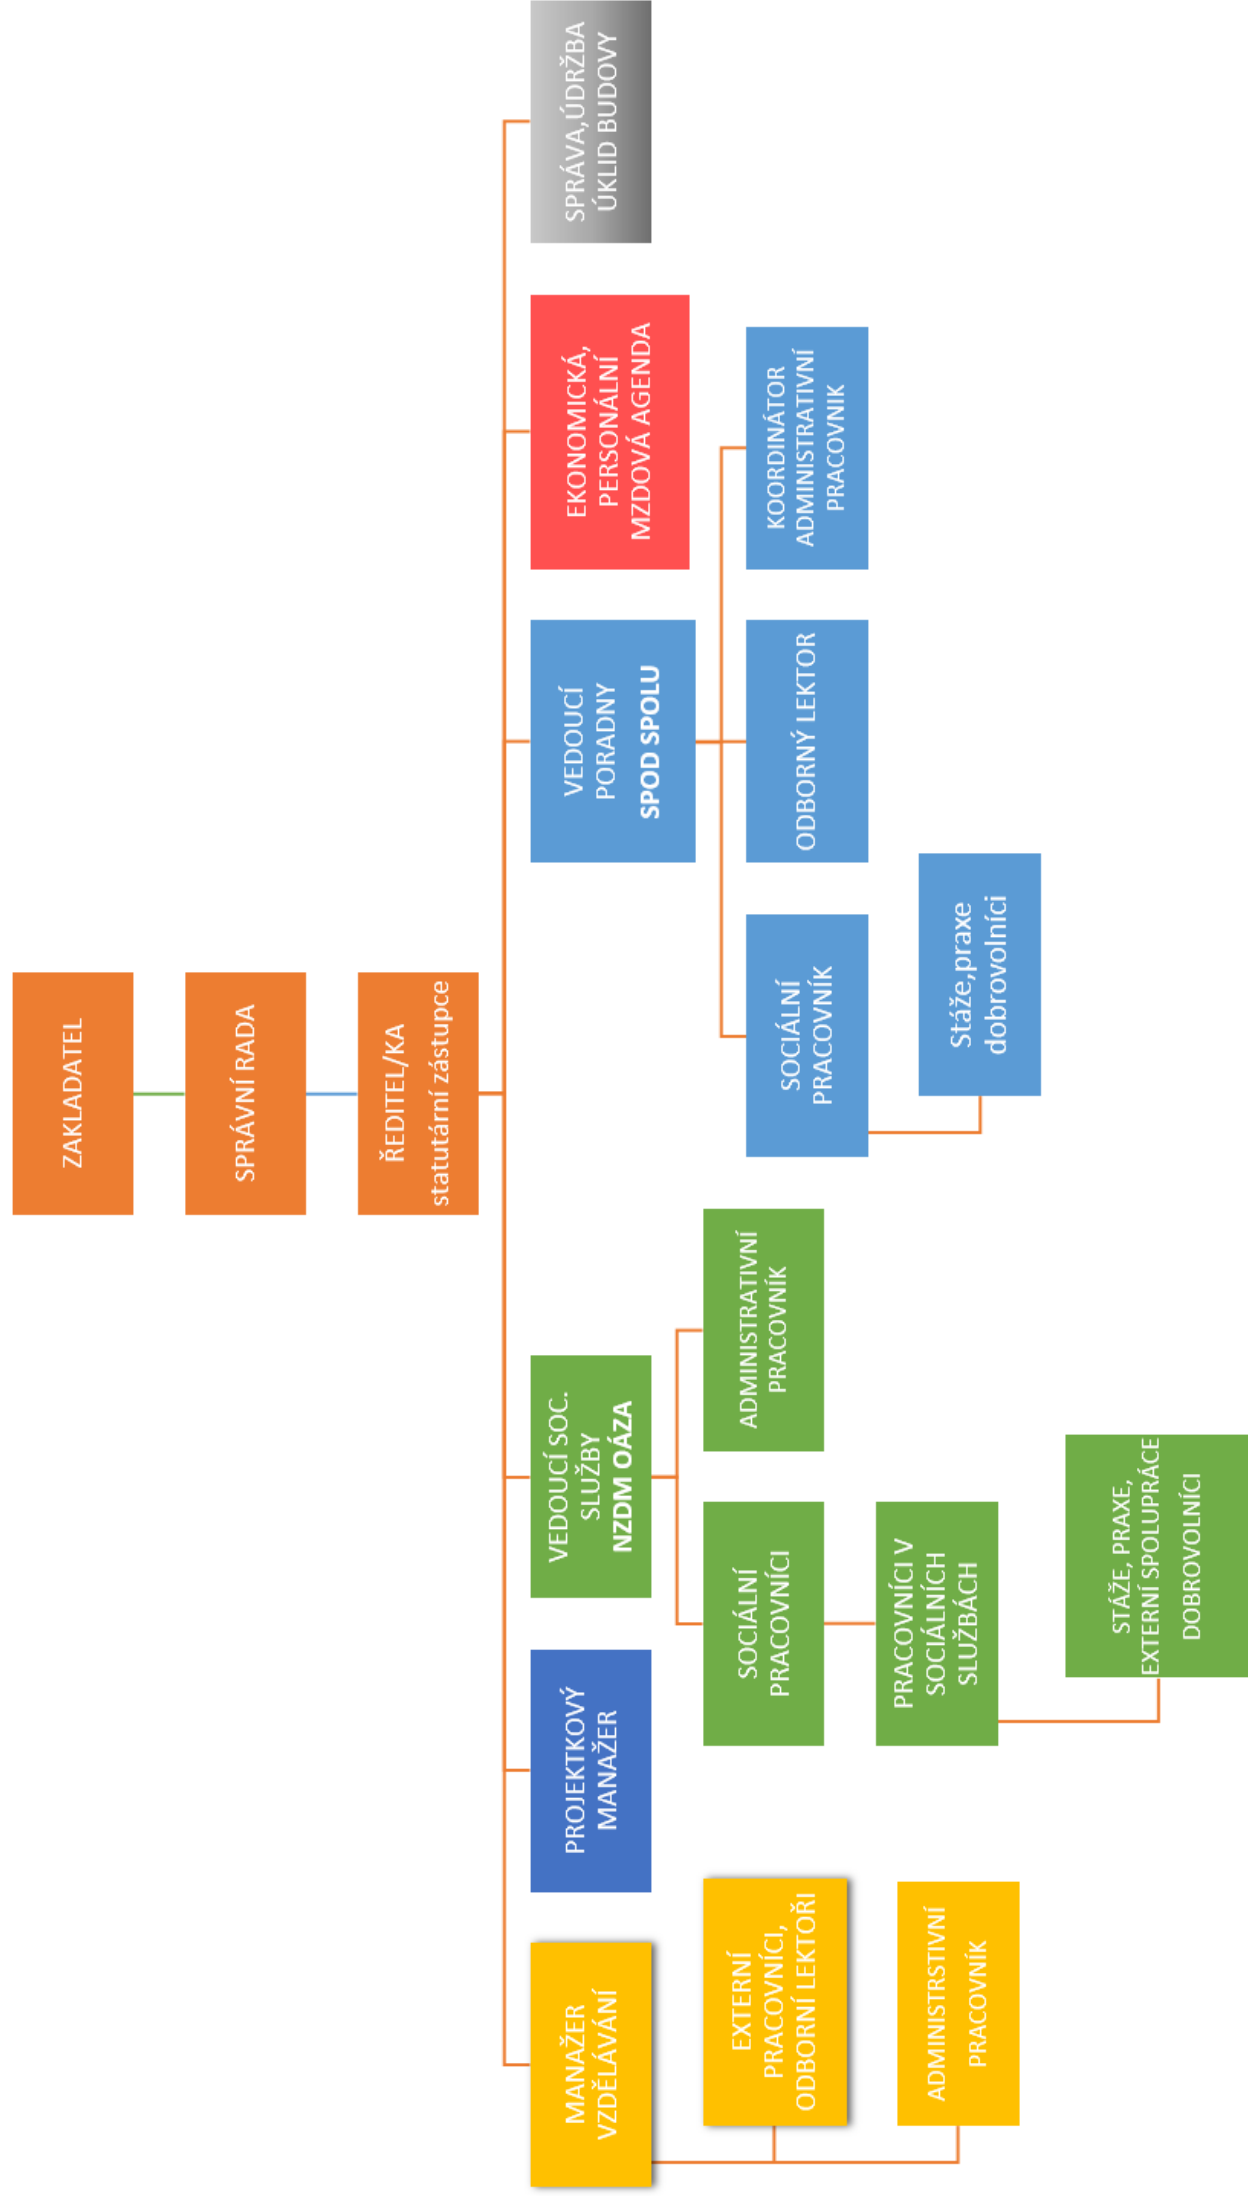 ZAKLADATEL
SPRÁVNÍ RADA
ŘEDITEL/KA
statutární zástupce
MANAŽER
VZDĚLÁVÁNÍ
EXTERNÍ
PRACOVNÍCI,
ODBORNÍ LEKTOŘI
ADMINISTRSTIVNÍ
PRACOVNÍK
PROJEKTKOVÝ
MANAŽER
VEDOUCÍ SOC.
SLUŽBY
NZDM OÁZA
SOCIÁLNÍ
PRACOVNÍCI
PRACOVNÍCI V
SOCIÁLNÍCH
SLUŽBÁCH
STÁŽE, PRAXE,
EXTERNÍ SPOLUPRÁCE
DOBROVOLNÍCI
ADMINISTRATIVNÍ
PRACOVNÍK
VEDOUCÍ
PORADNY
SPOD SPOLU
SOCIÁLNÍ
PRACOVNÍK
Stáže,praxe
dobrovolníci
ODBORNÝ LEKTOR
KOORDINÁTOR
ADMINISTRATIVNÍ
PRACOVNIK
EKONOMICKÁ,
PERSONÁLNÍ
MZDOVÁ AGENDA
SPRÁVA,ÚDRŽBA
ÚKLID BUDOVY